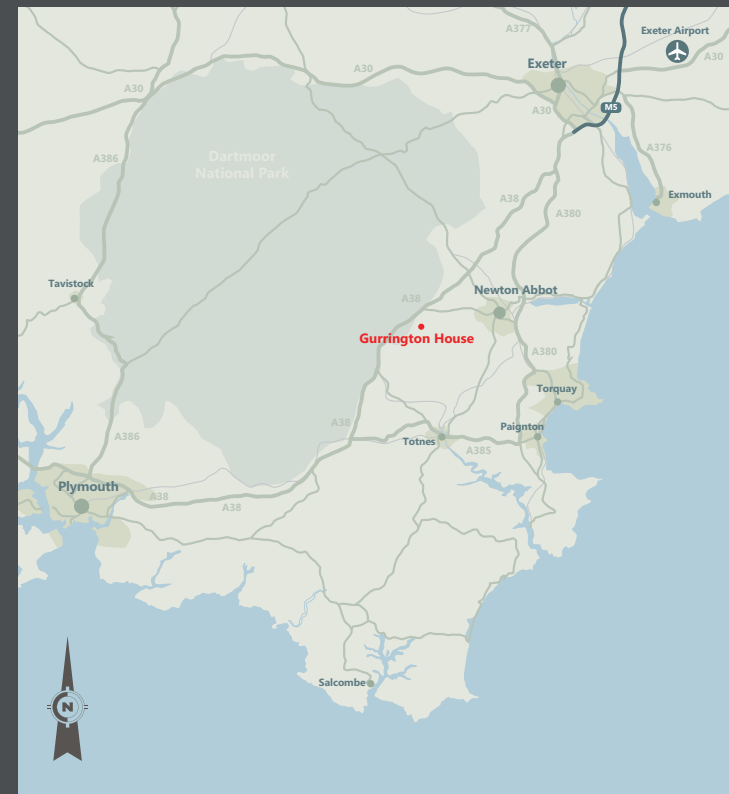 A377
Exeter Airport
A30
Exeter
A30
A30
M5
A30
A386
Dartmoor
National Park
A376
A38
Exmouth
A380
Tavistock
Newton Abbot
A38
Gurrington House
A380
Torquay
A38
Paignton
A386
Totnes
A385
Plymouth
A38
A38
Salcombe
N